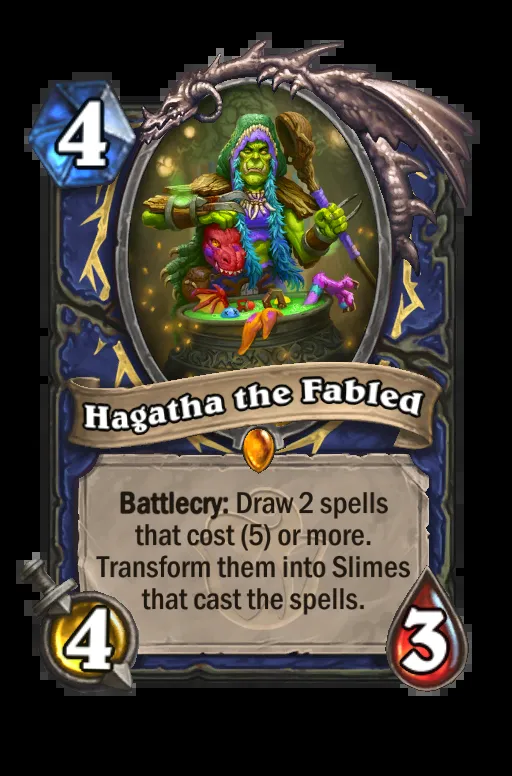 4
Hagatha the Fabled
Battlecry: Draw 2 spells
that cost (5) or more.
Transform them into Slimes
that cast the spells.
4
3